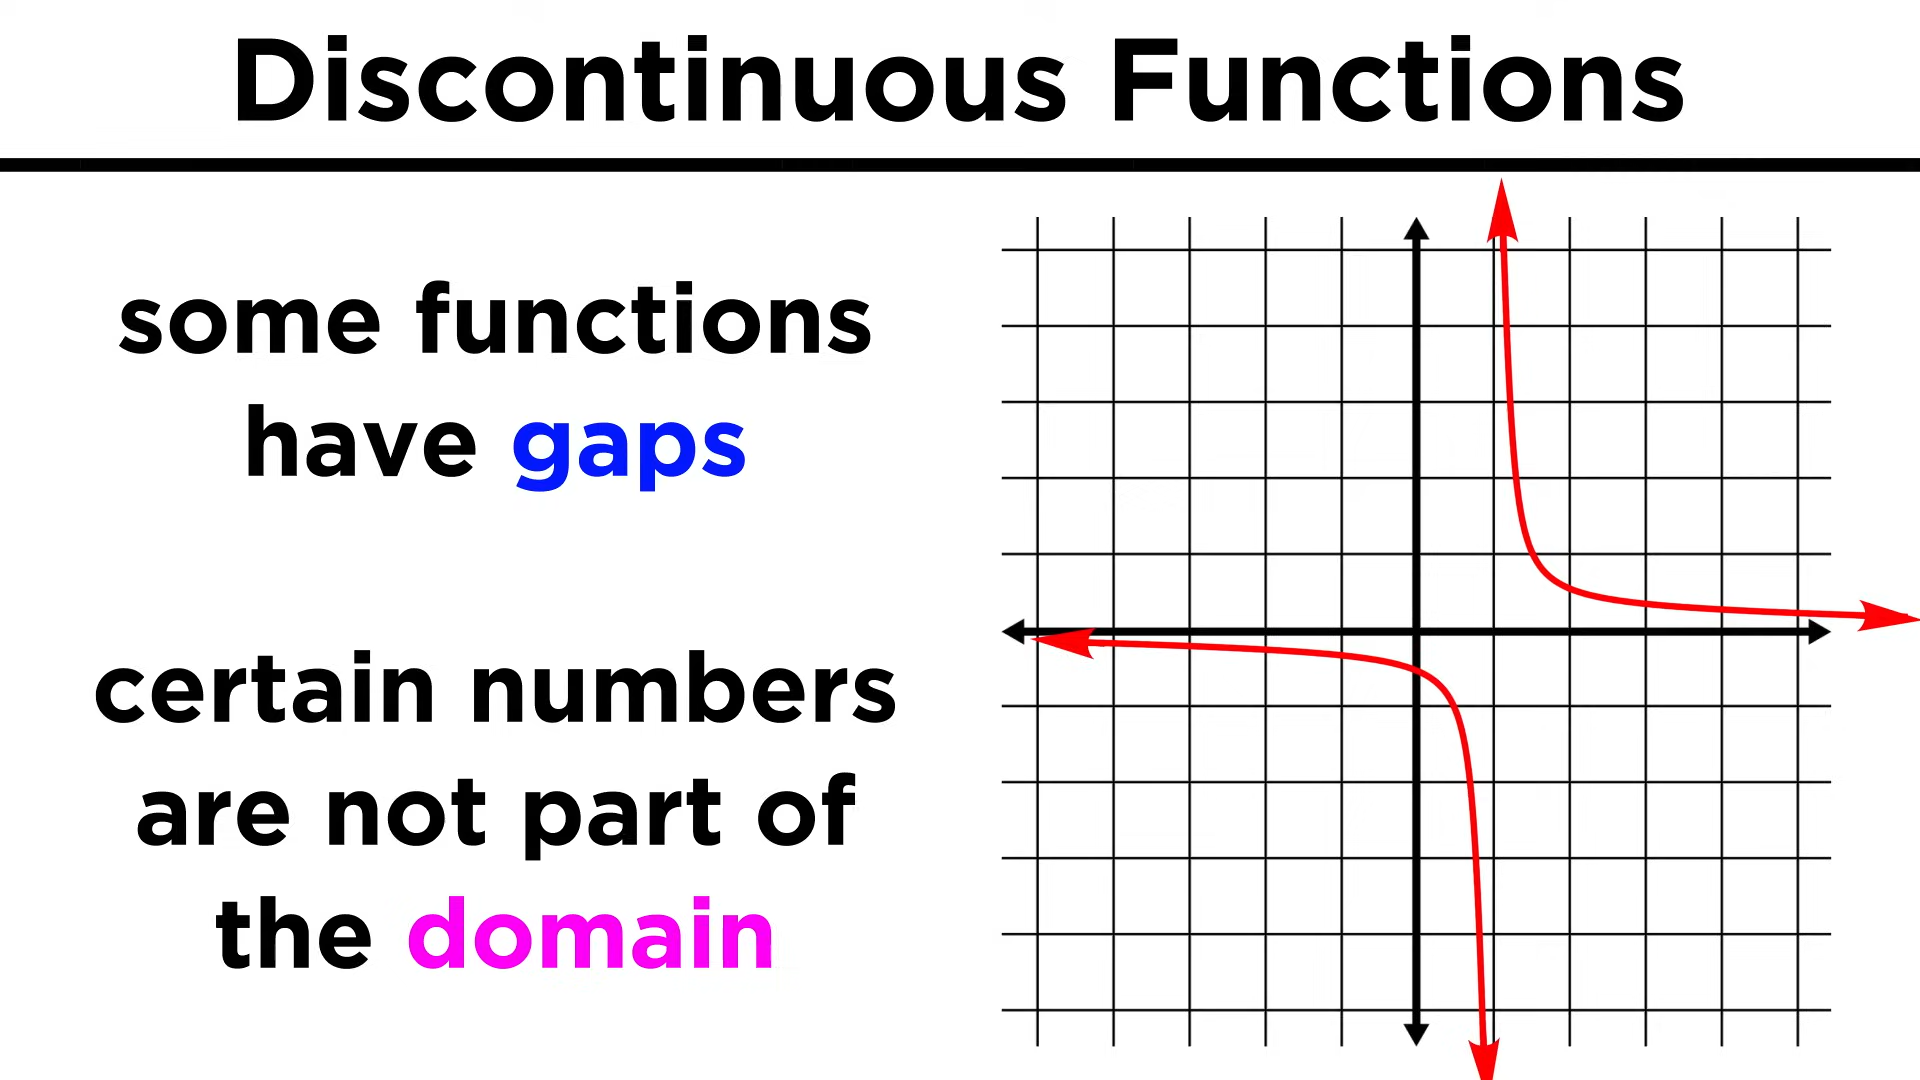 Discontinuous Functions
some functions
have gaps
certain numbers
are not part of
the domain